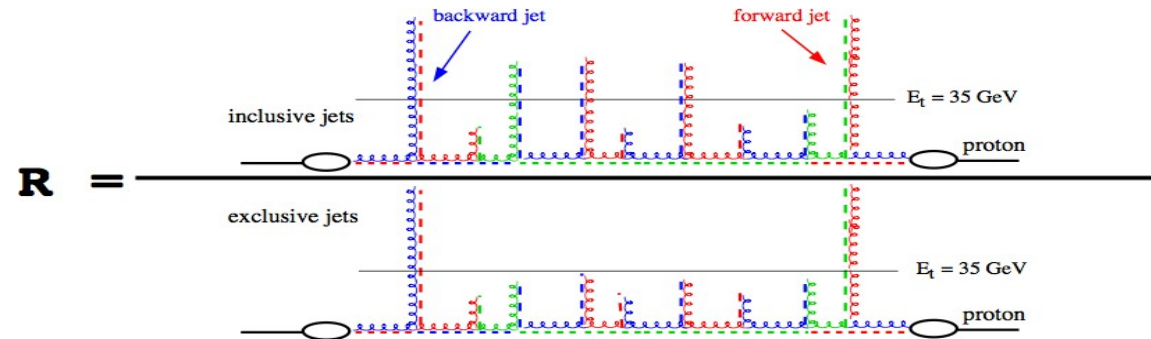 backward jet
forward jet
E_t = 35 GeV
inclusive jets
proton
R =
exclusive jets
E_t = 35 GeV
proton